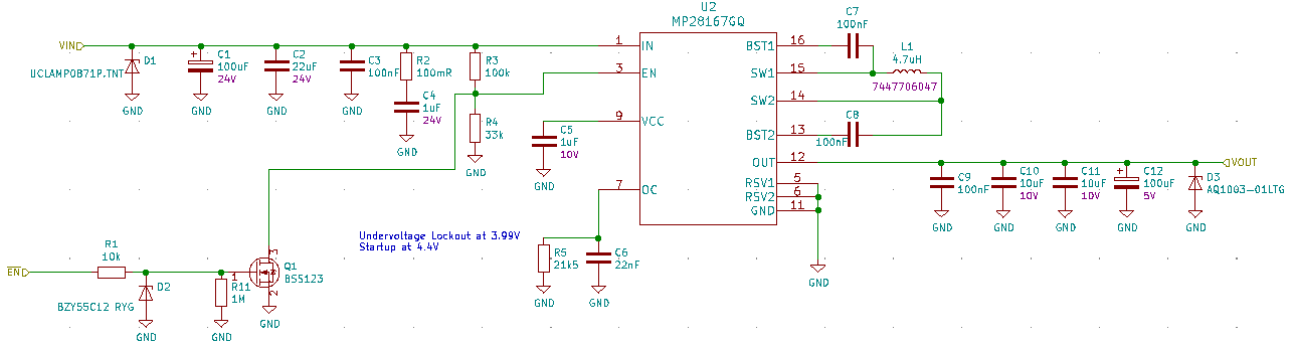 U2
MP28167GQ
VIN
D1
UCLAMP0871P.TNT
GND
+
C1
100uF
24V
GND
C2
22uF
24V
GND
C3
100nF
GND
R2
100mR
C4
1uF
24V
GND
R3
100k
R4
33k
GND
1
IN
3
EN
9
VCC
7
OC
C5
1uF
10V
GND
R5
21k5
GND
C6
22nF
GND
BST1
16
SW1
15
SW2
14
BST2
13
OUT
12
RSV1
5
RSV2
6
GND
11
C7
100nF
L1
4.7uH
7447706047
C8
100nF
GND
C9
100nF
GND
C10
10uF
10V
GND
C11
10uF
10V
GND
+
C12
100uF
5V
GND
D3
AQ1003-01LTG
GND
VOUT
Undervoltage Lockout at 3.99V
Startup at 4.4V
EN
R1
10k
D2
BZY55C12 RYG
GND
R11
1M
GND
1
3
2
Q1
BSS123
GND